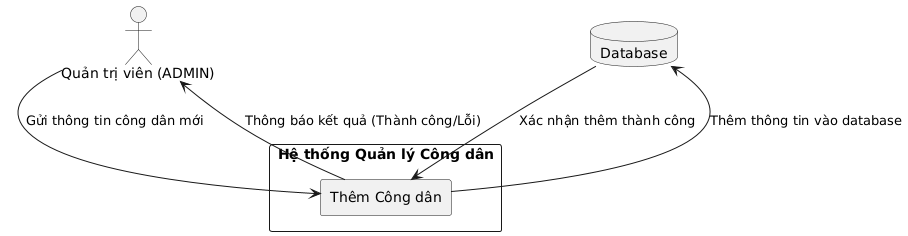 Database
Quản trị viên (ADMIN)
Gửi thông tin công dân mới
Thông báo kết quả (Thành công/Lỗi)
Xác nhận thêm thành công
Thêm thông tin vào database
Hệ thống Quản lý Công dân
Thêm Công dân